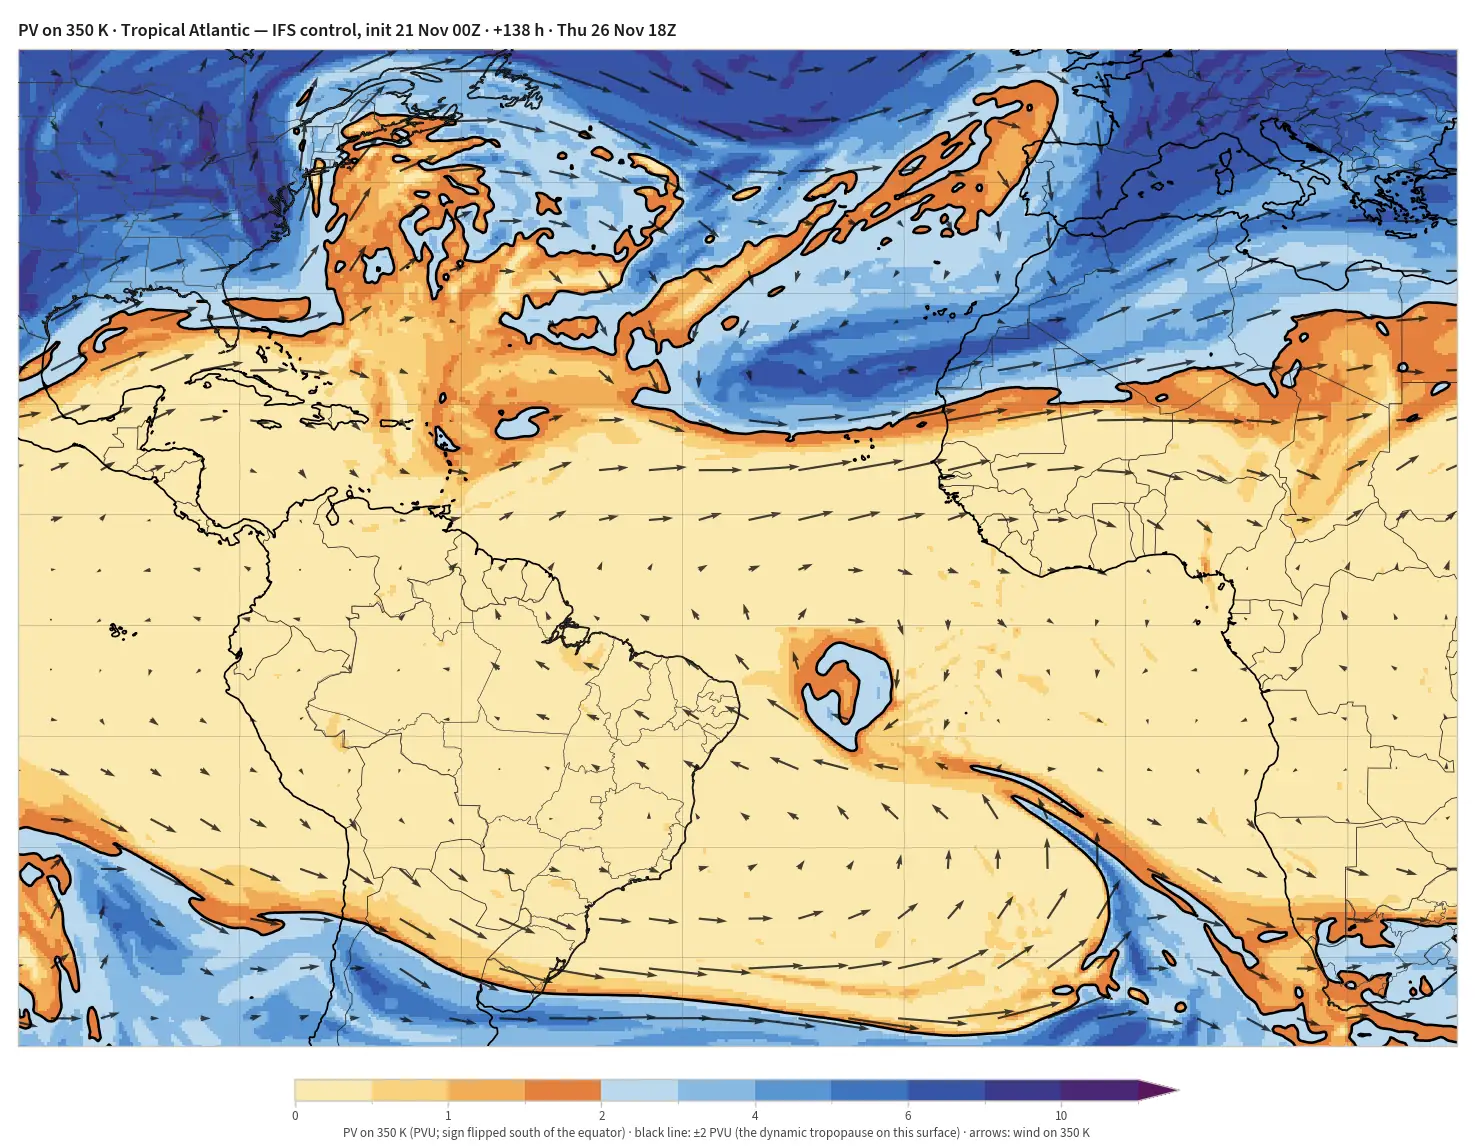 PV on 350 K · Tropical Atlantic — IFS control, init 21 Nov 00Z · +138 h · Thu 26 Nov 18Z
0 1 2 4 6 10
PV on 350 K (PVU; sign flipped south of the equator) · black line: ±2 PVU (the dynamic tropopause on this surface) · arrows: wind on 350 K